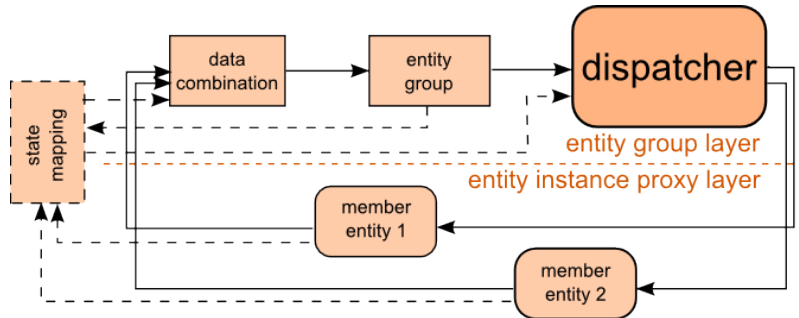 data
combination
entity
group
dispatcher
state
mapping
entity group layer
entity instance proxy layer
member
entity 1
member
entity 2